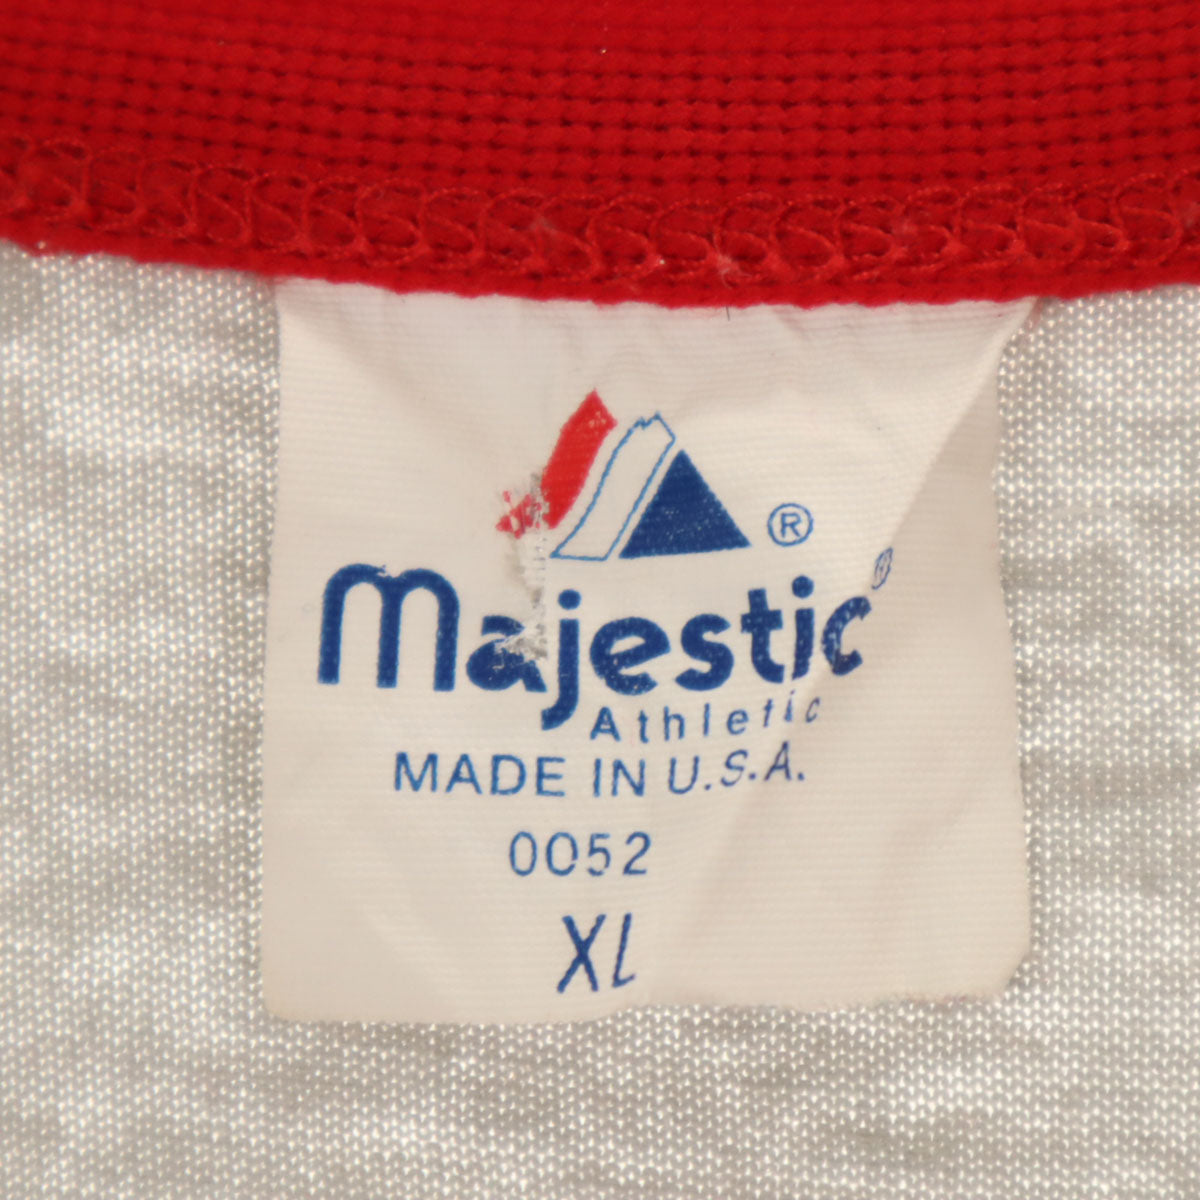 ®
Majestic®
Athletic
MADE IN U.S.A.
0052
XL